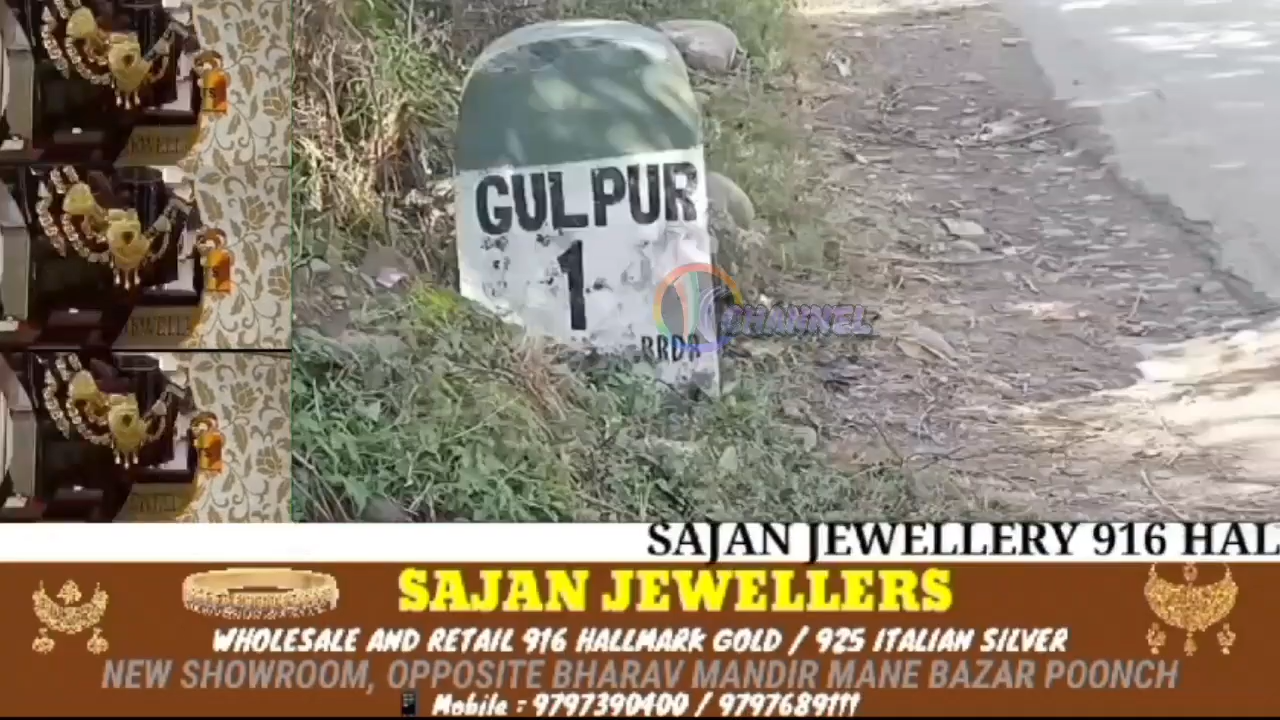 GULPUR
1
CHANNEL
SAJAN JEWELLERY 916 HAL
SAJAN JEWELLERS
WHOLESALE AND RETAIL 916 HALLMARK GOLD / 925 ITALIAN SILVER
NEW SHOWROOM, OPPOSITE BHARAV MANDIR MANE BAZAR POONCH
Mobile : 9797390400 / 9797689111